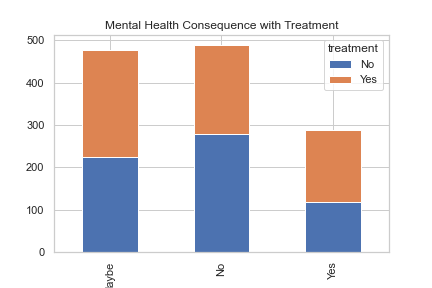 Mental Health Consequence with Treatment
500
400
300
200
100
0
treatment
No
Yes
aybe
No
Yes